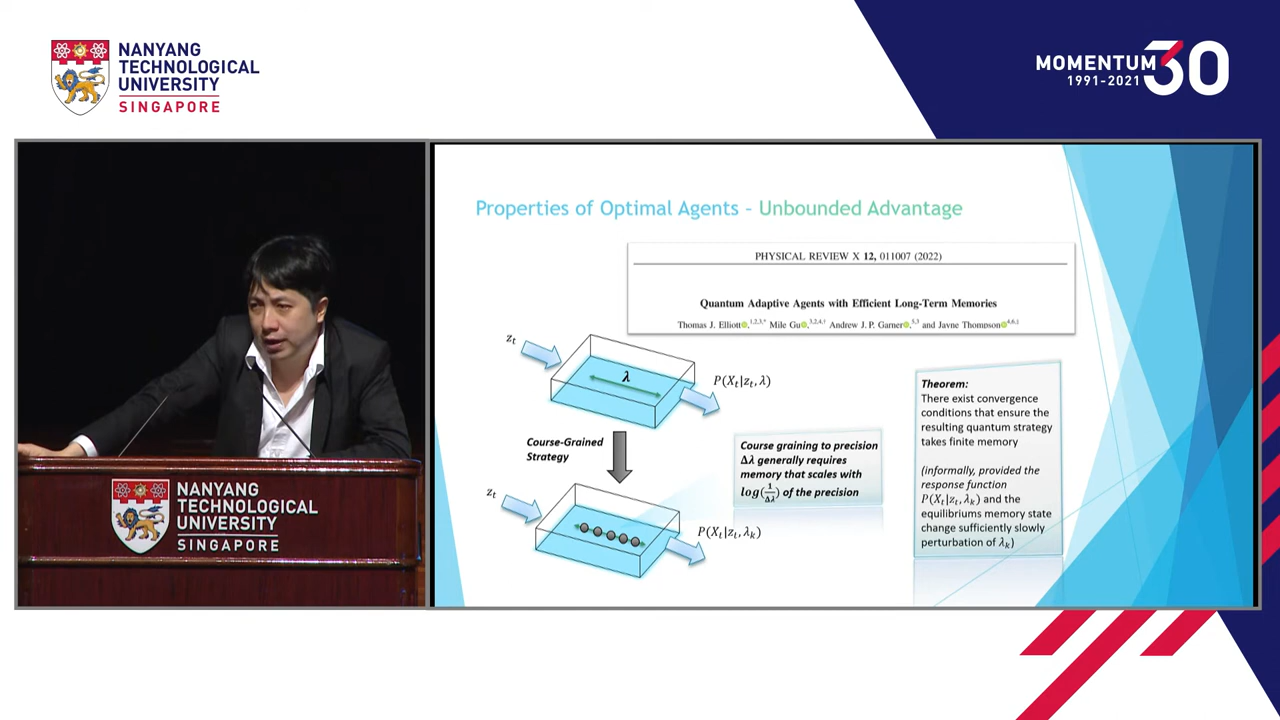 NANYANG
TECHNOLOGICAL
UNIVERSITY
SINGAPORE
MOMENTUM30
1991-2021
NANYANG
TECHNOLOGICAL
UNIVERSITY
SINGAPORE
Properties of Optimal Agents – Unbounded Advantage
PHYSICAL REVIEW X 12, 011007 (2022)
Quantum Adaptive Agents with Efficient Long-Term Memories
Thomas J. Elliott, Mile Gu, Andrew J. P. Garner, and Jayne Thompson
z_t
λ
P(X_t|z_t, λ)
Course-Grained
Strategy
z_t
P(X_t|z_t, λ_k)
Course graining to precision
Δλ generally requires
memory that scales with
log(1/Δλ) of the precision
Theorem:
There exist convergence
conditions that ensure the
resulting quantum strategy
takes finite memory
(informally, provided the
response function
P(X_t|z_t, λ_k) and the
equilibriums memory state
change sufficiently slowly
perturbation of λ_k)